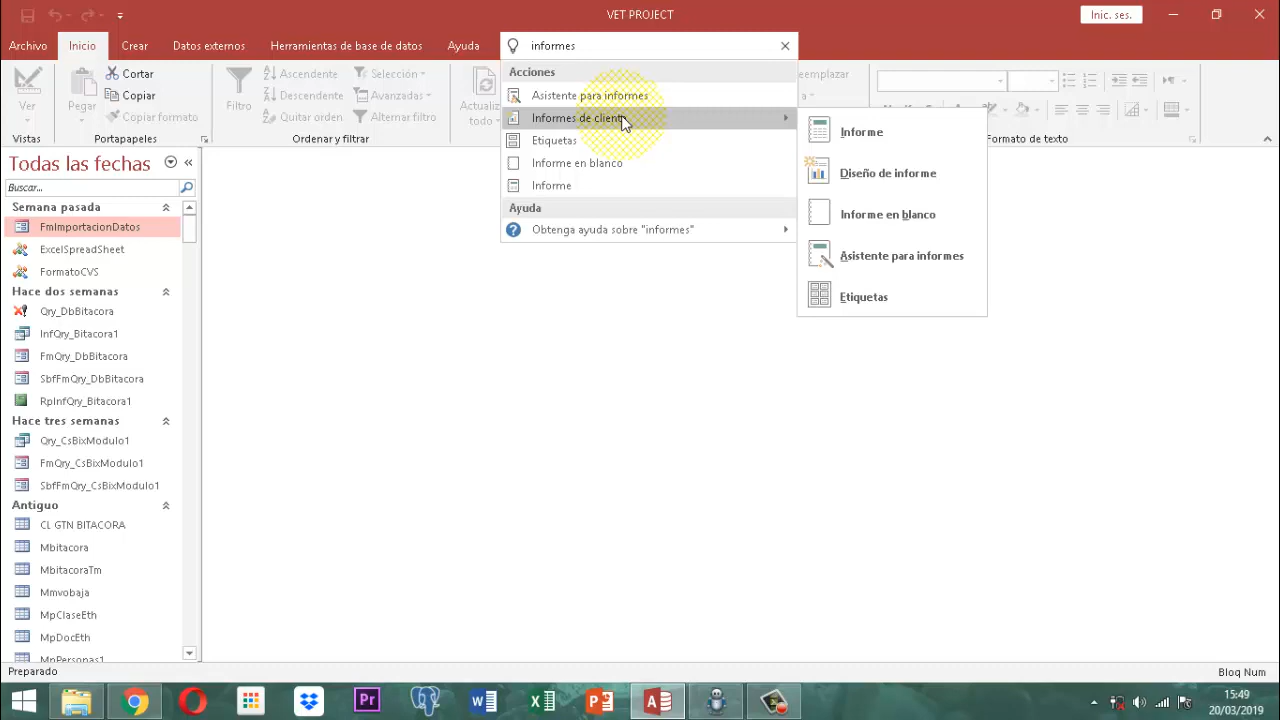 VET PROJECT
Inic. ses.
Archivo
Inicio
Crear
Datos externos
Herramientas de base de datos
Ayuda
informes
Ver
Vistas
Pegar
Cortar
Copiar
Copiar formato
Portapapeles
Filtro
Ascendente
Descendente
Quitar orden
Selección
Avanzadas
Alternar filtro
Ordenar y filtrar
Actualizar
todo
Formato de texto
Acciones
Asistente para informes
Informes de cliente
Etiquetas
Informe en blanco
Informe
Ayuda
Obtenga ayuda sobre "informes"
Informe
Diseño de informe
Informe en blanco
Asistente para informes
Etiquetas
Todas las fechas
Buscar...
Semana pasada
FmImportacionDatos
ExcelSpreadSheet
FormatoCVS
Hace dos semanas
Qry_DbBitacora
InfQry_Bitacora1
FmQry_DbBitacora
SbfFmQry_DbBitacora
RpInfQry_Bitacora1
Hace tres semanas
Qry_CsBixModulo1
FmQry_CsBixModulo1
SbfFmQry_CsBixModulo1
Antiguo
CL GTN BITACORA
Mbitacora
MbitacoraTm
Mmvobaja
MpClaseEth
MpDocEth
MpPersonas1
Preparado
Bloq Num
Pr
15:49
20/03/2019